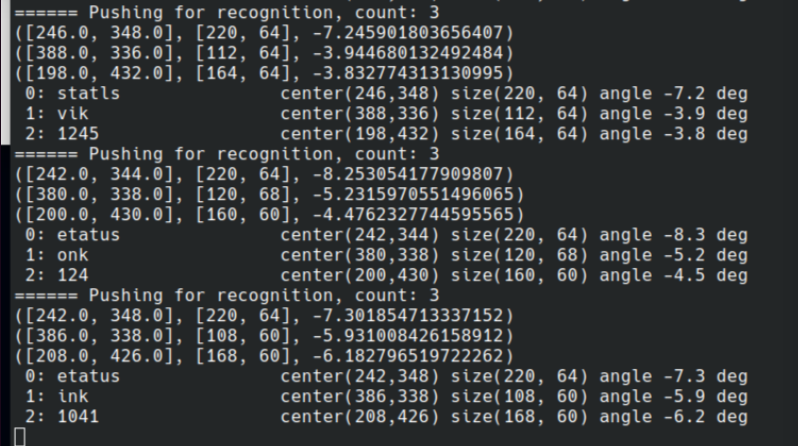 ====== Pushing for recognition, count: 3
([246.0, 348.0], [220, 64], -7.245901803656407)
([388.0, 336.0], [112, 64], -3.944680132492484)
([198.0, 432.0], [164, 64], -3.832774313130995)
0: statls center(246,348) size(220, 64) angle -7.2 deg
1: vik center(388,336) size(112, 64) angle -3.9 deg
2: 1245 center(198,432) size(164, 64) angle -3.8 deg
====== Pushing for recognition, count: 3
([242.0, 344.0], [220, 64], -8.253054177909807)
([380.0, 338.0], [120, 68], -5.2315970551496065)
([200.0, 430.0], [160, 60], -4.4762327744595565)
0: etatus center(242,344) size(220, 64) angle -8.3 deg
1: onk center(380,338) size(120, 68) angle -5.2 deg
2: 124 center(200,430) size(160, 60) angle -4.5 deg
====== Pushing for recognition, count: 3
([242.0, 348.0], [220, 64], -7.301854713337152)
([386.0, 338.0], [108, 60], -5.931008426158912)
([208.0, 426.0], [168, 60], -6.182796519722262)
0: etatus center(242,348) size(220, 64) angle -7.3 deg
1: ink center(386,338) size(108, 60) angle -5.9 deg
2: 1041 center(208,426) size(168, 60) angle -6.2 deg